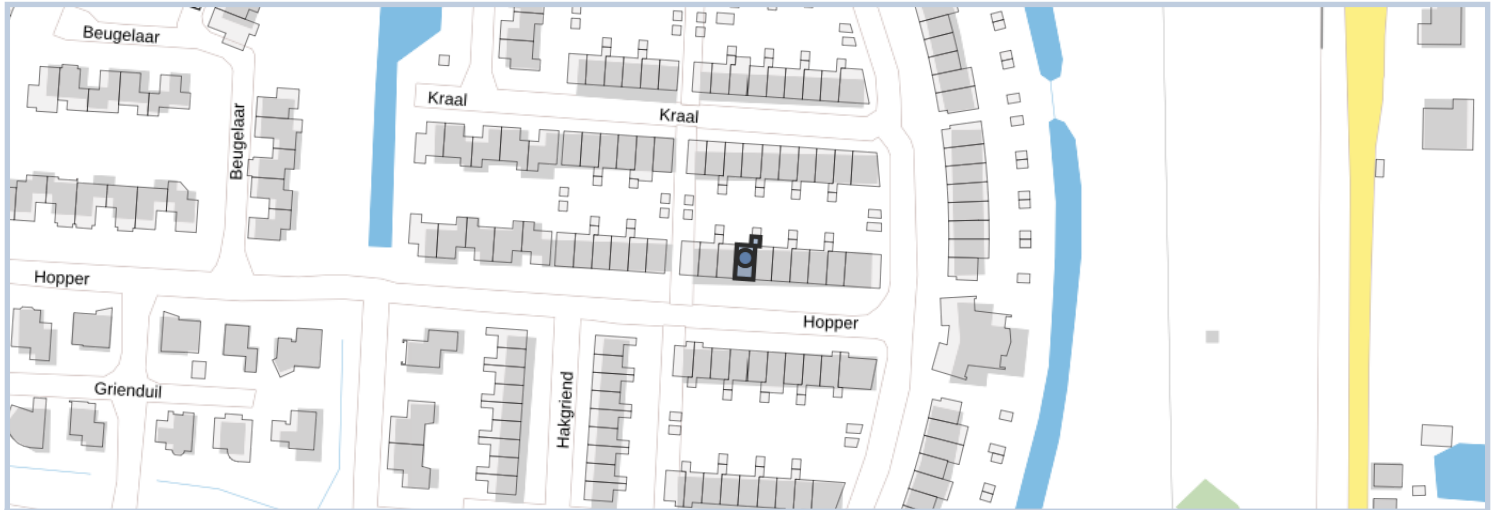 Beugelaar
Kraal
Kraal
Beugelaar
Hopper
Hopper
Grienduil
Hakgriend